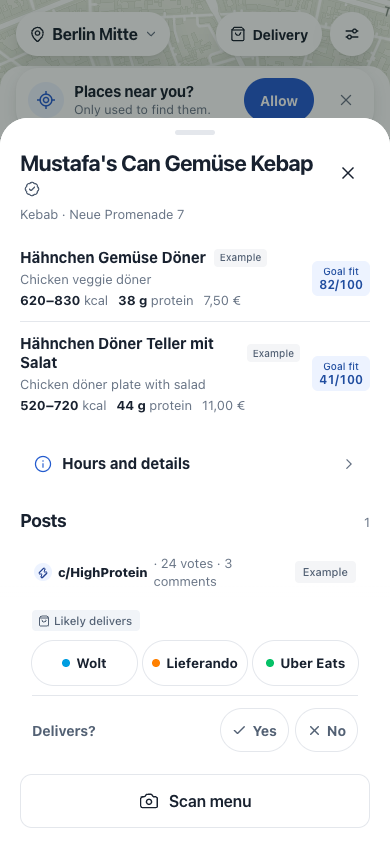 Berlin Mitte
Delivery
Places near you?
Only used to find them.
Allow
Mustafa's Can Gemüse Kebap
Kebab · Neue Promenade 7
Hähnchen Gemüse Döner Example
Chicken veggie döner
620–830 kcal 38 g protein 7,50 €
Goal fit
82/100
Hähnchen Döner Teller mit
Salat
Example
Chicken döner plate with salad
520–720 kcal 44 g protein 11,00 €
Goal fit
41/100
Hours and details
Posts 1
c/HighProtein · 24 votes · 3
comments
Example
Likely delivers
Wolt Lieferando Uber Eats
Delivers? Yes No
Scan menu